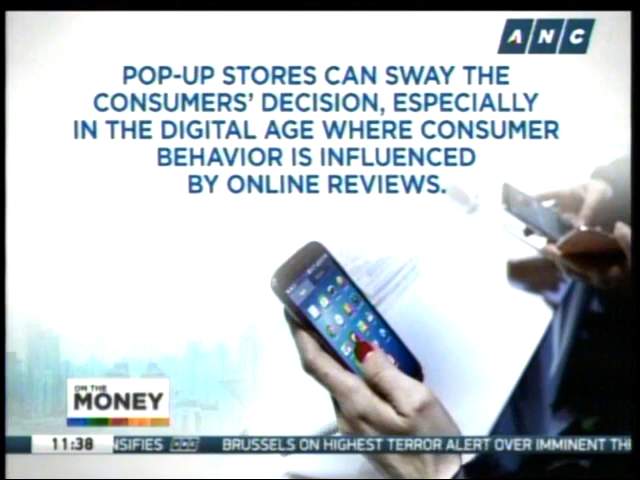 ANC
POP-UP STORES CAN SWAY THE
CONSUMERS' DECISION, ESPECIALLY
IN THE DIGITAL AGE WHERE CONSUMER
BEHAVIOR IS INFLUENCED
BY ONLINE REVIEWS.
ON THE
MONEY
11:38 NSIFIES ANC BRUSSELS ON HIGHEST TERROR ALERT OVER IMMINENT TH